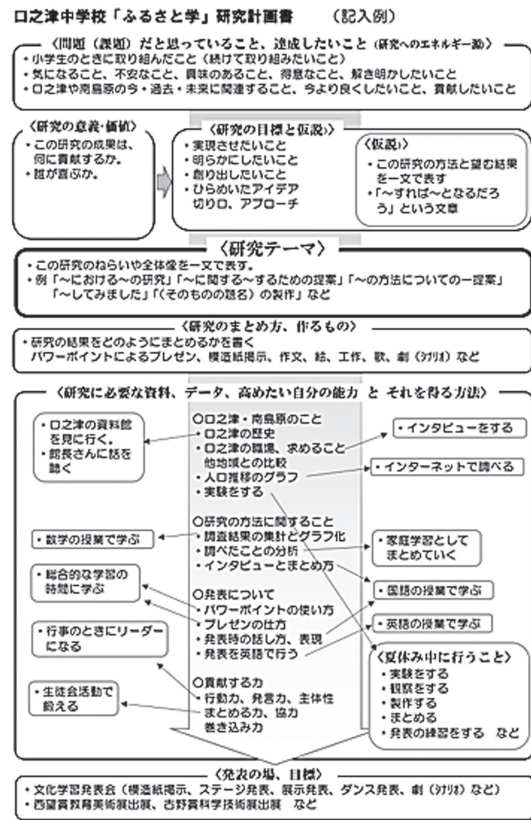 口之津中学校「ふるさと学」研究計画書　（記入例）
〈問題（課題）だと思っていること、達成したいこと（研究へのエネルギー源）〉
・小学生のときに取り組んだこと（続けて取り組みたいこと）
・気になること、不安なこと、興味のあること、得意なこと、解き明かしたいこと
・口之津や南島原の今・過去・未来に関連すること、今より良くしたいこと、貢献したいこと
〈研究の意義・価値〉
・この研究の成果は、
何に貢献するか。
・誰が喜ぶか。
〈研究の目標と仮説〉
・実現させたいこと
・明らかにしたいこと
・創り出したいこと
・ひらめいたアイデア
切り口、アプローチ
〈仮説〉
・この研究の方法と望む結果
を一文で表す
・「～すれば～となるだろ
う」という文章
〈研究テーマ〉
・この研究のねらいや全体像を一文で表す。
・例「～における～の研究」「～に関する～するための提案」「～の方法についての一提案」
「～してみました」「（そのものの題名）の製作」など
〈研究のまとめ方、作るもの〉
・研究の結果をどのようにまとめるかを書く
パワーポイントによるプレゼン、模造紙掲示、作文、絵、工作、歌、劇（シナリオ）など
〈研究に必要な資料、データ、高めたい自分の能力 と それを得る方法〉
・口之津の資料館
を見に行く。
・館長さんに話を
聴く
〇口之津・南島原のこと
・口之津の歴史
・口之津の職場、求めること
他地域との比較
・人口推移のグラフ
・実験をする
・インタビューをする
・インターネットで調べる
〇研究の方法に関すること
・調査結果の集計とグラフ化
・調べたことの分析
・インタビューとまとめ方
・数学の授業で学ぶ
・家庭学習として
まとめていく
・総合的な学習の
時間に学ぶ
〇発表について
・パワーポイントの使い方
・プレゼンの仕方
・発表時の話し方、表現
・発表を英語で行う
・国語の授業で学ぶ
・英語の授業で学ぶ
・行事のときにリーダー
になる
・生徒会活動で
鍛える
〇貢献する力
・行動力、発言力、主体性
まとめる力、協力
巻き込み力
〈夏休み中に行うこと〉
・実験をする
・観察をする
・製作する
・まとめる
・発表の練習をする　など
〈発表の場、目標〉
・文化学習発表会（模造紙掲示、ステージ発表、展示発表、ダンス発表、劇（シナリオ）など）
・西望賞教育美術展出展、古野賞科学技術展出展　など